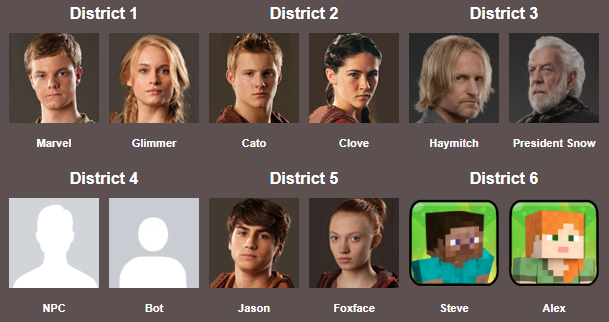 District 1 District 2 District 3
Marvel Glimmer Cato Clove Haymitch President Snow
District 4 District 5 District 6
NPC Bot Jason Foxface Steve Alex